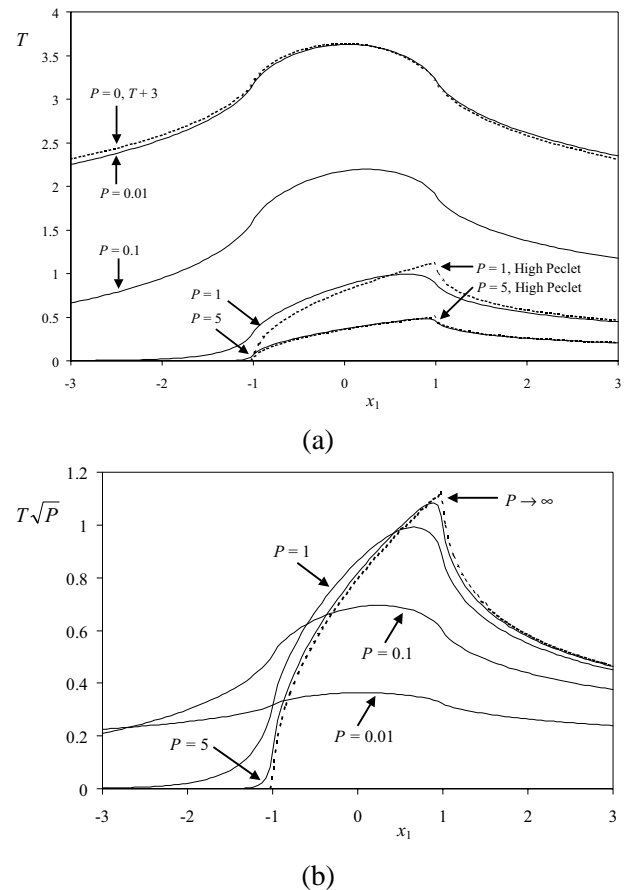 4
T
3.5
P = 0, T + 3
3
2.5
P = 0.01
2
1.5
P = 0.1
P = 1, High Peclet
1
P = 1
P = 5, High Peclet
P = 5
0.5
0
-3 -2 -1 0 1 2 3
x₁
(a)
1.2
T√P
P → ∞
1
P = 1
0.8
0.6
P = 0.1
0.4
P = 0.01
0.2
P = 5
0
-3 -2 -1 0 1 2 3
x₁
(b)